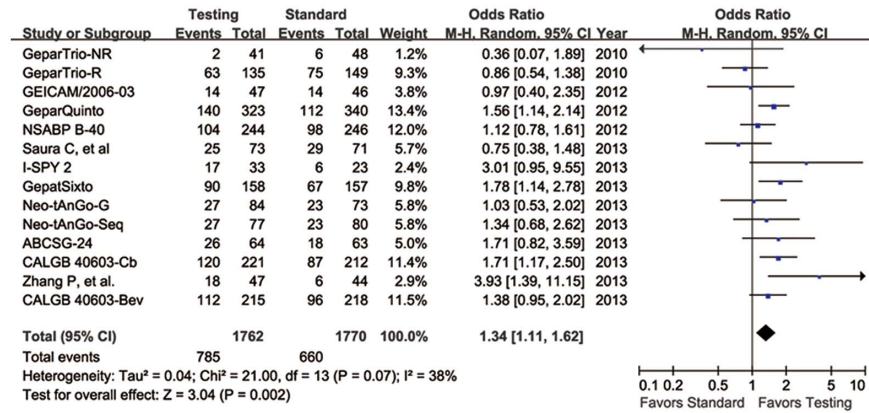 Testing Standard Odds Ratio Odds Ratio
Study or Subgroup Events Total Events Total Weight M-H. Random. 95% CI Year M-H. Random. 95% CI
GeparTrio-NR 2 41 6 48 1.2% 0.36 [0.07, 1.89] 2010
GeparTrio-R 63 135 75 149 9.3% 0.86 [0.54, 1.38] 2010
GEICAM/2006-03 14 47 14 46 3.8% 0.97 [0.40, 2.35] 2012
GeparQuinto 140 323 112 340 13.4% 1.56 [1.14, 2.14] 2012
NSABP B-40 104 244 98 246 12.0% 1.12 [0.78, 1.61] 2012
Saura C, et al 25 73 29 71 5.7% 0.75 [0.38, 1.48] 2013
I-SPY 2 17 33 6 23 2.5% 3.01 [0.95, 9.55] 2013
GepatSixto 90 158 67 157 9.8% 1.78 [1.14, 2.78] 2013
Neo-tAnGo-G 27 84 23 73 5.9% 1.03 [0.53, 2.02] 2013
Neo-tAnGo-Seq 27 77 23 80 5.9% 1.34 [0.68, 2.62] 2013
ABCSG-24 26 64 18 63 5.0% 1.71 [0.82, 3.59] 2013
CALGB 40603-Cb 120 221 87 212 11.4% 1.71 [1.17, 2.50] 2013
Zhang P, et al. 18 47 6 44 2.9% 3.93 [1.39, 11.15] 2013
CALGB 40603-Bev 112 215 96 218 11.5% 1.38 [0.95, 2.02] 2013
Total (95% CI) 1762 1770 100.0% 1.34 [1.11, 1.62]
Total events 785 660
Heterogeneity: Tau² = 0.04; Chi² = 21.00, df = 13 (P = 0.07); I² = 38%
Test for overall effect: Z = 3.04 (P = 0.002)
0.1 0.2 0.5 1 2 5 10
Favors Standard Favors Testing